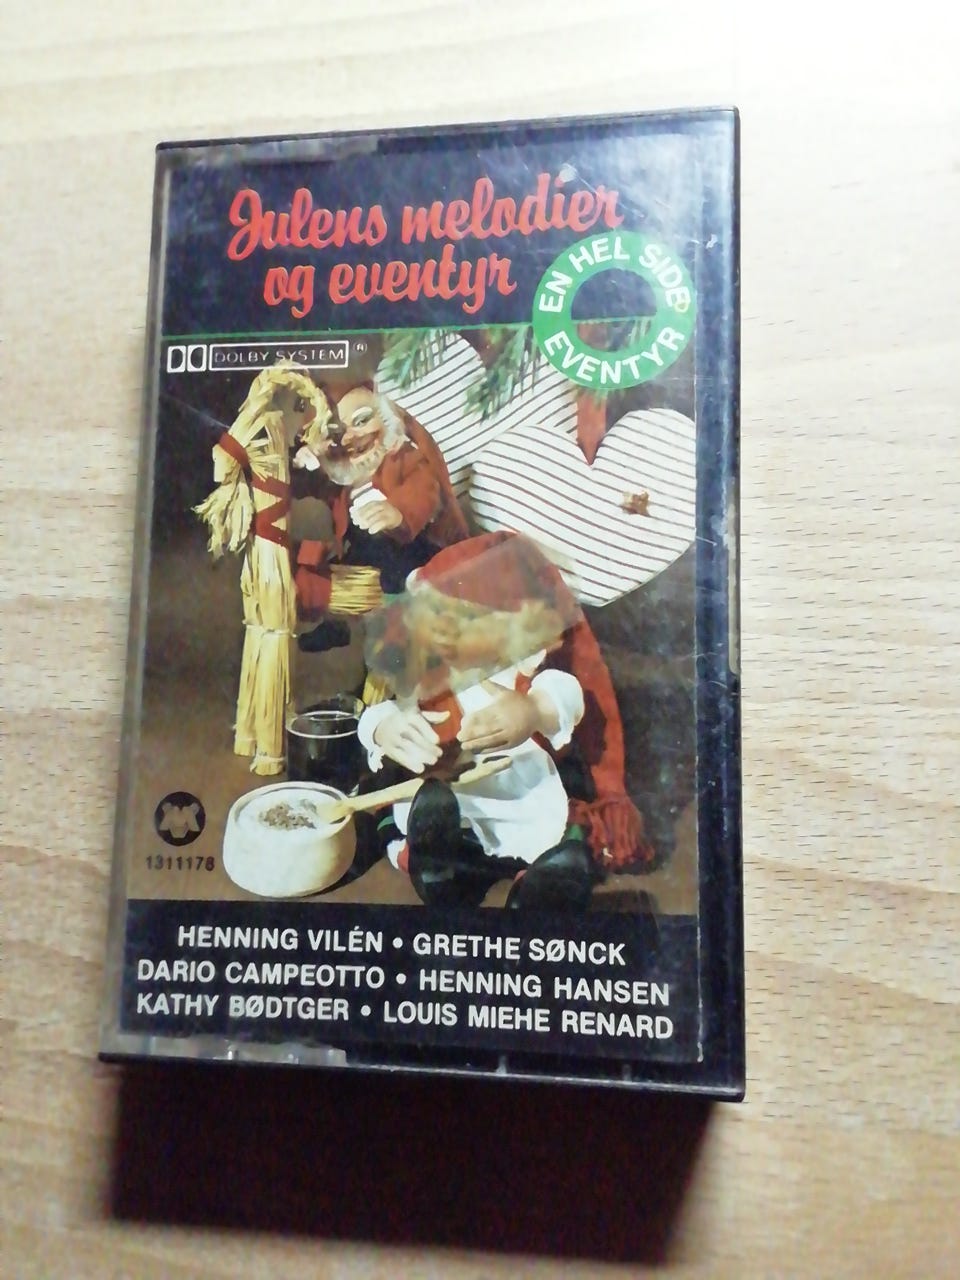 Julens melodier
og eventyr
EN HEL SIDE
EVENTYR
DOLBY SYSTEM ®
1311178
HENNING VILÉN • GRETHE SØNCK
DARIO CAMPEOTTO • HENNING HANSEN
KATHY BØDTGER • LOUIS MIEHE RENARD